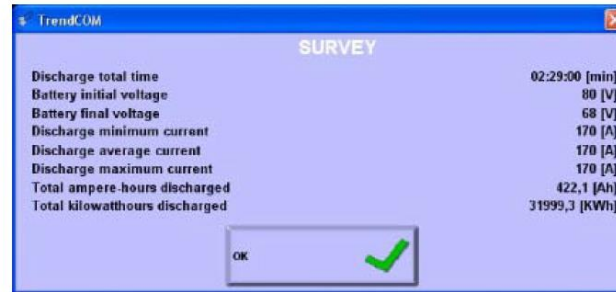 TrendCOM
SURVEY
Discharge total time 02:29:00 [min]
Battery initial voltage 80 [V]
Battery final voltage 68 [V]
Discharge minimum current 170 [A]
Discharge average current 170 [A]
Discharge maximum current 170 [A]
Total ampere-hours discharged 422,1 [Ah]
Total kilowatthours discharged 31999,3 [KWh]
OK